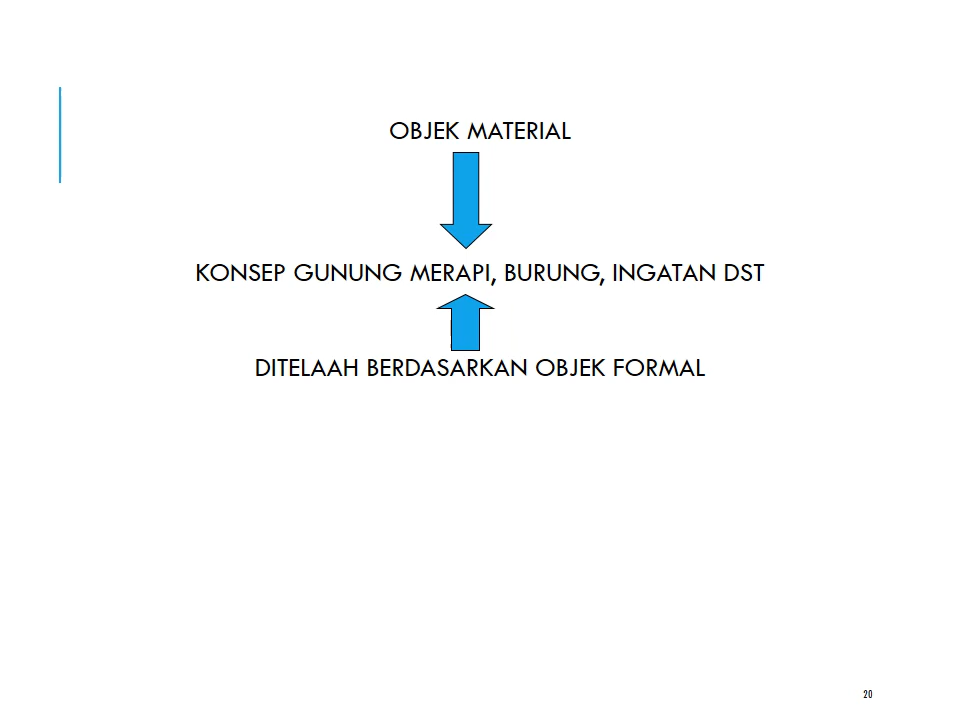 OBJEK MATERIAL
KONSEP GUNUNG MERAPI, BURUNG, INGATAN DST
DITELAAH BERDASARKAN OBJEK FORMAL
20